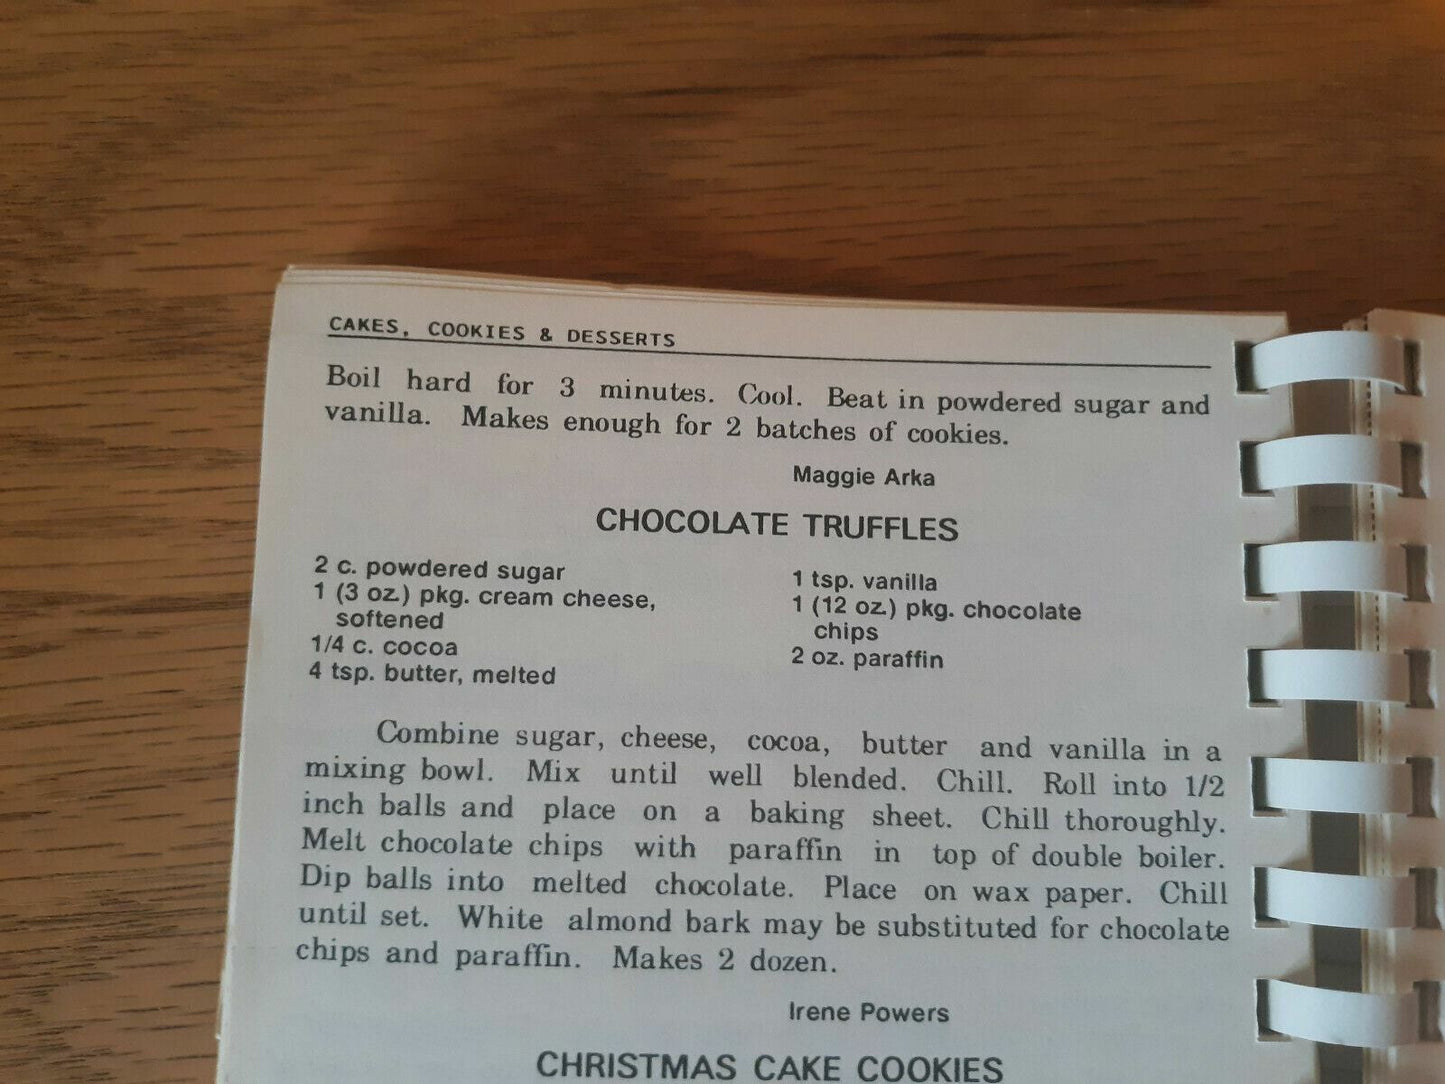 CAKES, COOKIES & DESSERTS
Boil hard for 3 minutes. Cool. Beat in powdered sugar and
vanilla. Makes enough for 2 batches of cookies.
Maggie Arka
CHOCOLATE TRUFFLES
2 c. powdered sugar
1 (3 oz.) pkg. cream cheese,
softened
1/4 c. cocoa
4 tsp. butter, melted
1 tsp. vanilla
1 (12 oz.) pkg. chocolate
chips
2 oz. paraffin
Combine sugar, cheese, cocoa, butter and vanilla in a
mixing bowl. Mix until well blended. Chill. Roll into 1/2
inch balls and place on a baking sheet. Chill thoroughly.
Melt chocolate chips with paraffin in top of double boiler.
Dip balls into melted chocolate. Place on wax paper. Chill
until set. White almond bark may be substituted for chocolate
chips and paraffin. Makes 2 dozen.
Irene Powers
CHRISTMAS CAKE COOKIES